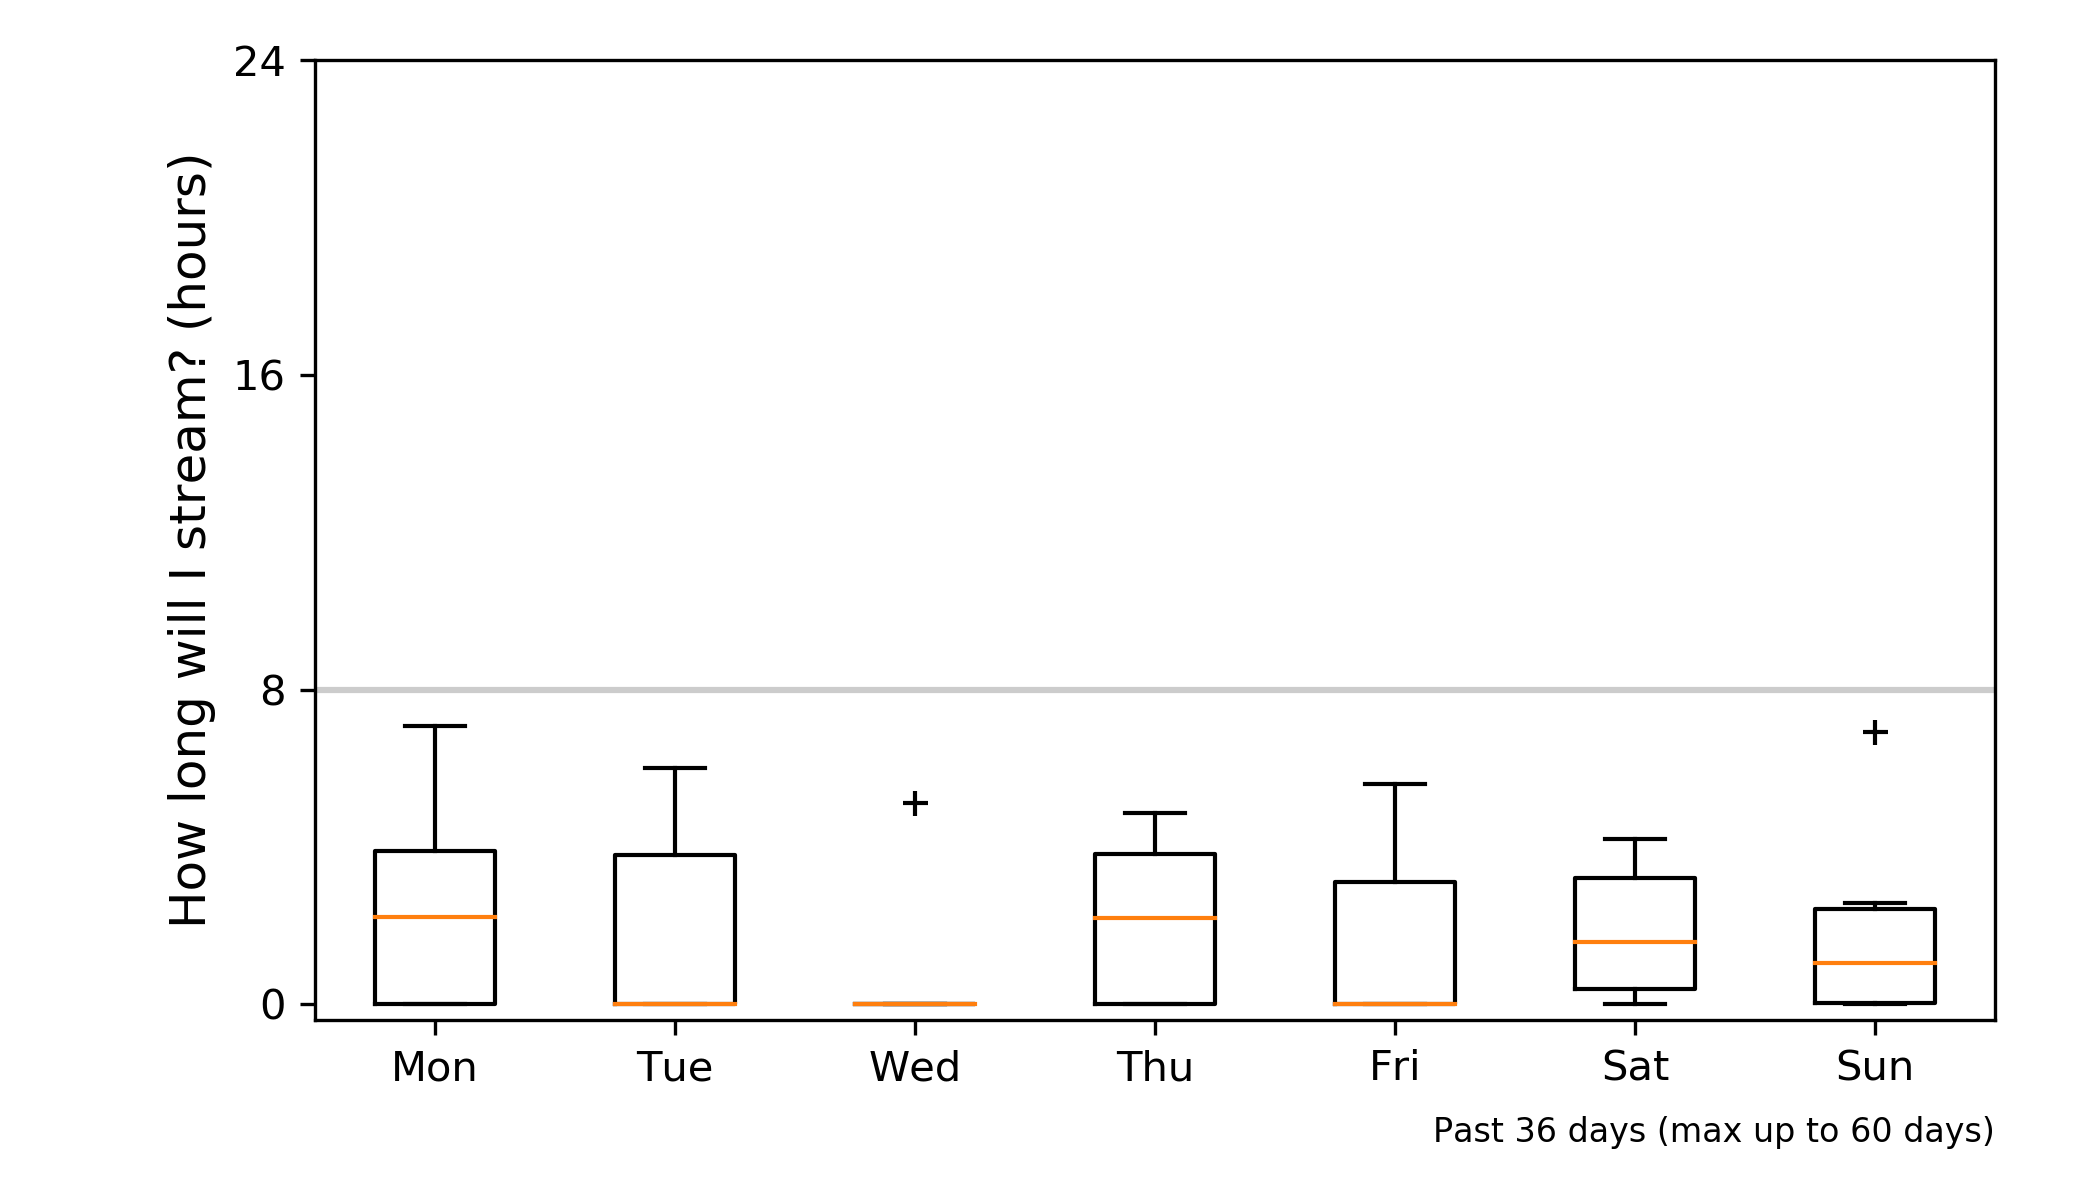 How long will I stream? (hours)
24
16
8
0
Mon Tue Wed Thu Fri Sat Sun
Past 36 days (max up to 60 days)